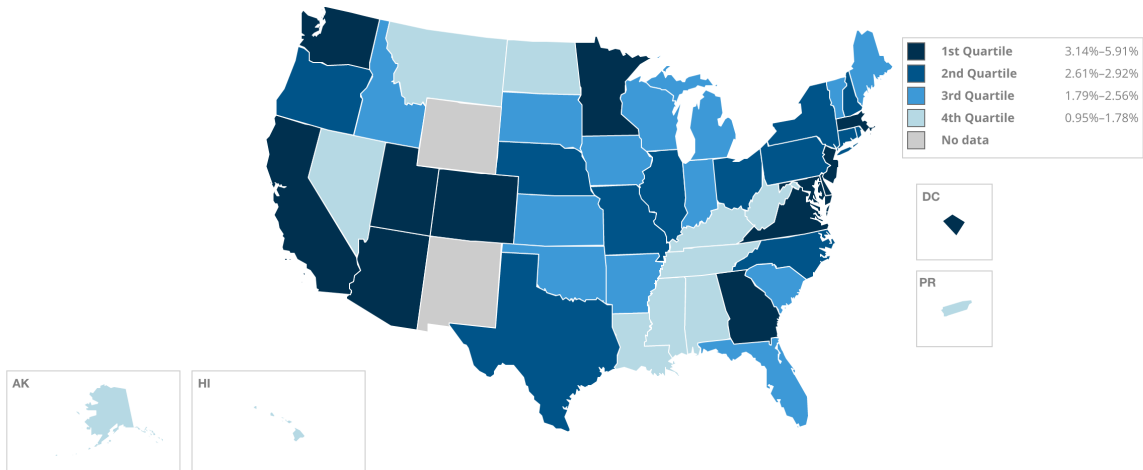 1st Quartile 3.14%–5.91%
2nd Quartile 2.61%–2.92%
3rd Quartile 1.79%–2.56%
4th Quartile 0.95%–1.78%
No data
DC
PR
AK
HI